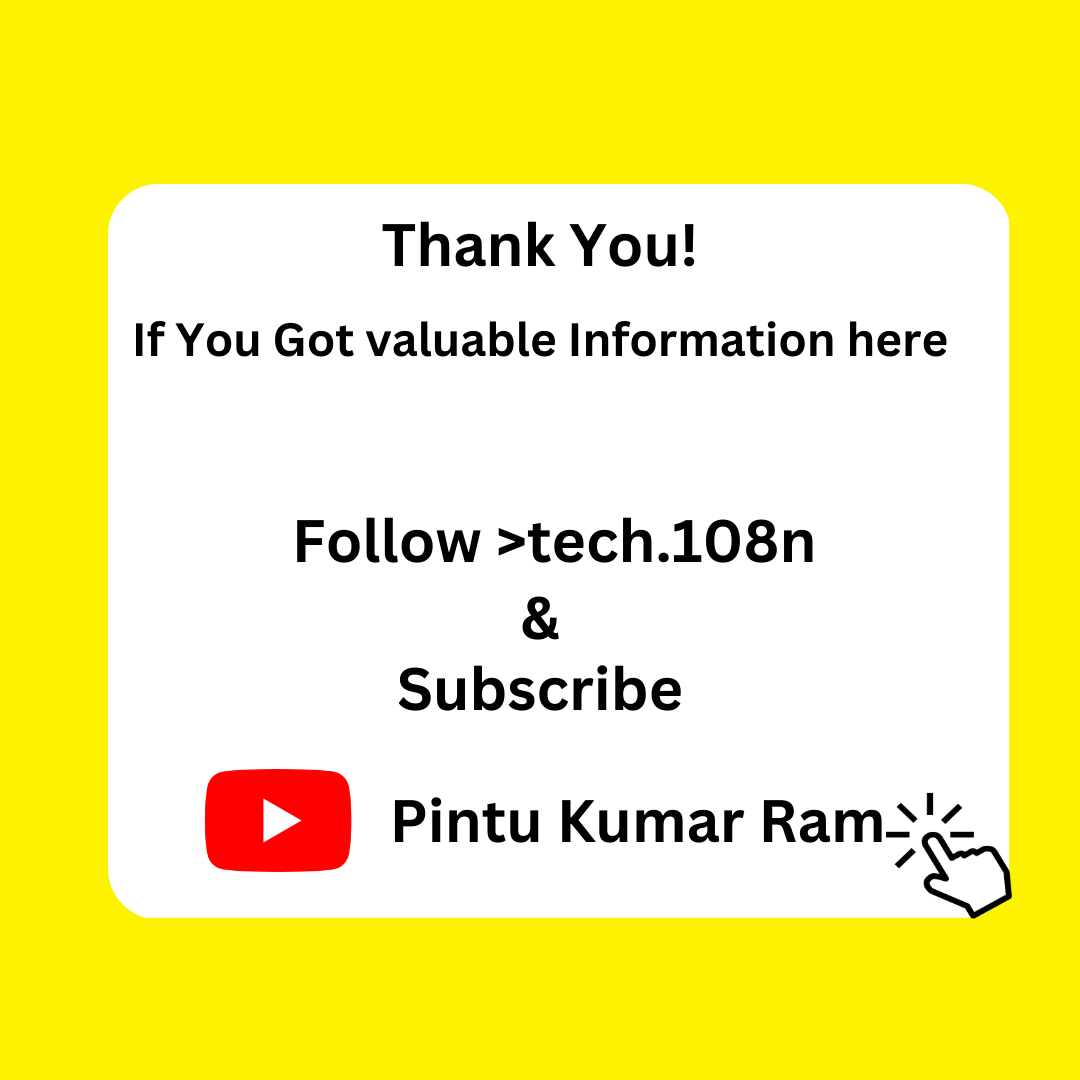 Thank You!
If You Got valuable Information here
Follow >tech.108n
&
Subscribe
Pintu Kumar Ram